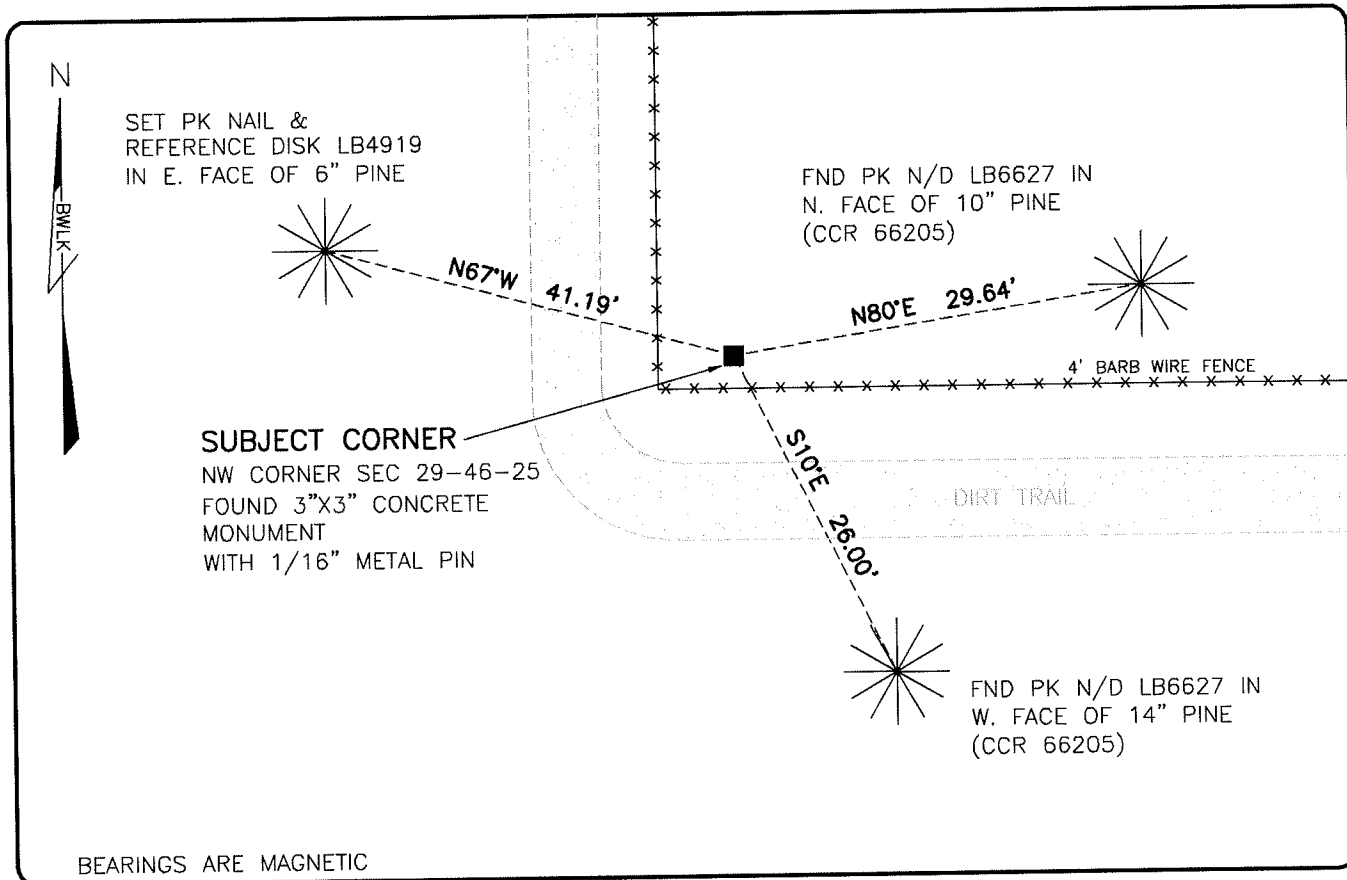 N
BWLK
SET PK NAIL &
REFERENCE DISK LB4919
IN E. FACE OF 6" PINE
FND PK N/D LB6627 IN
N. FACE OF 10" PINE
(CCR 66205)
N67°W 41.19'
N80°E 29.64'
4' BARB WIRE FENCE
SUBJECT CORNER
NW CORNER SEC 29-46-25
FOUND 3"X3" CONCRETE
MONUMENT
WITH 1/16" METAL PIN
S10°E 26.00'
DIRT TRAIL
FND PK N/D LB6627 IN
W. FACE OF 14" PINE
(CCR 66205)
BEARINGS ARE MAGNETIC